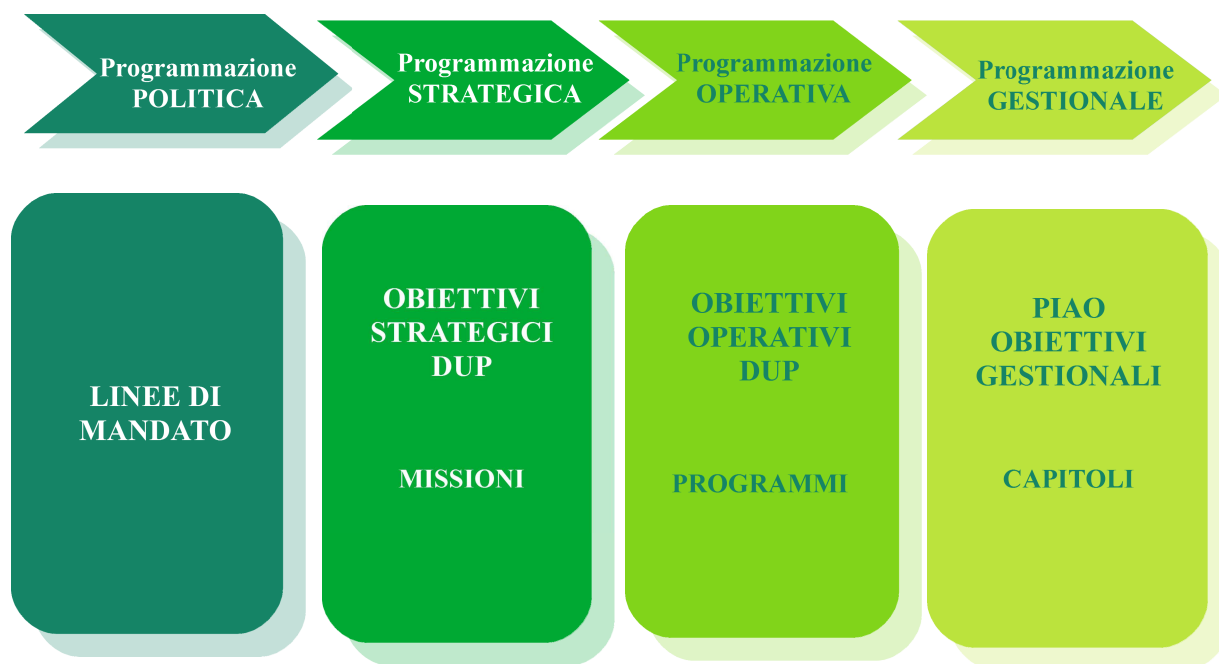 Programmazione
POLITICA
Programmazione
STRATEGICA
Programmazione
OPERATIVA
Programmazione
GESTIONALE
LINEE DI
MANDATO
OBIETTIVI
STRATEGICI
DUP
MISSIONI
OBIETTIVI
OPERATIVI
DUP
PROGRAMMI
PIAO
OBIETTIVI
GESTIONALI
CAPITOLI